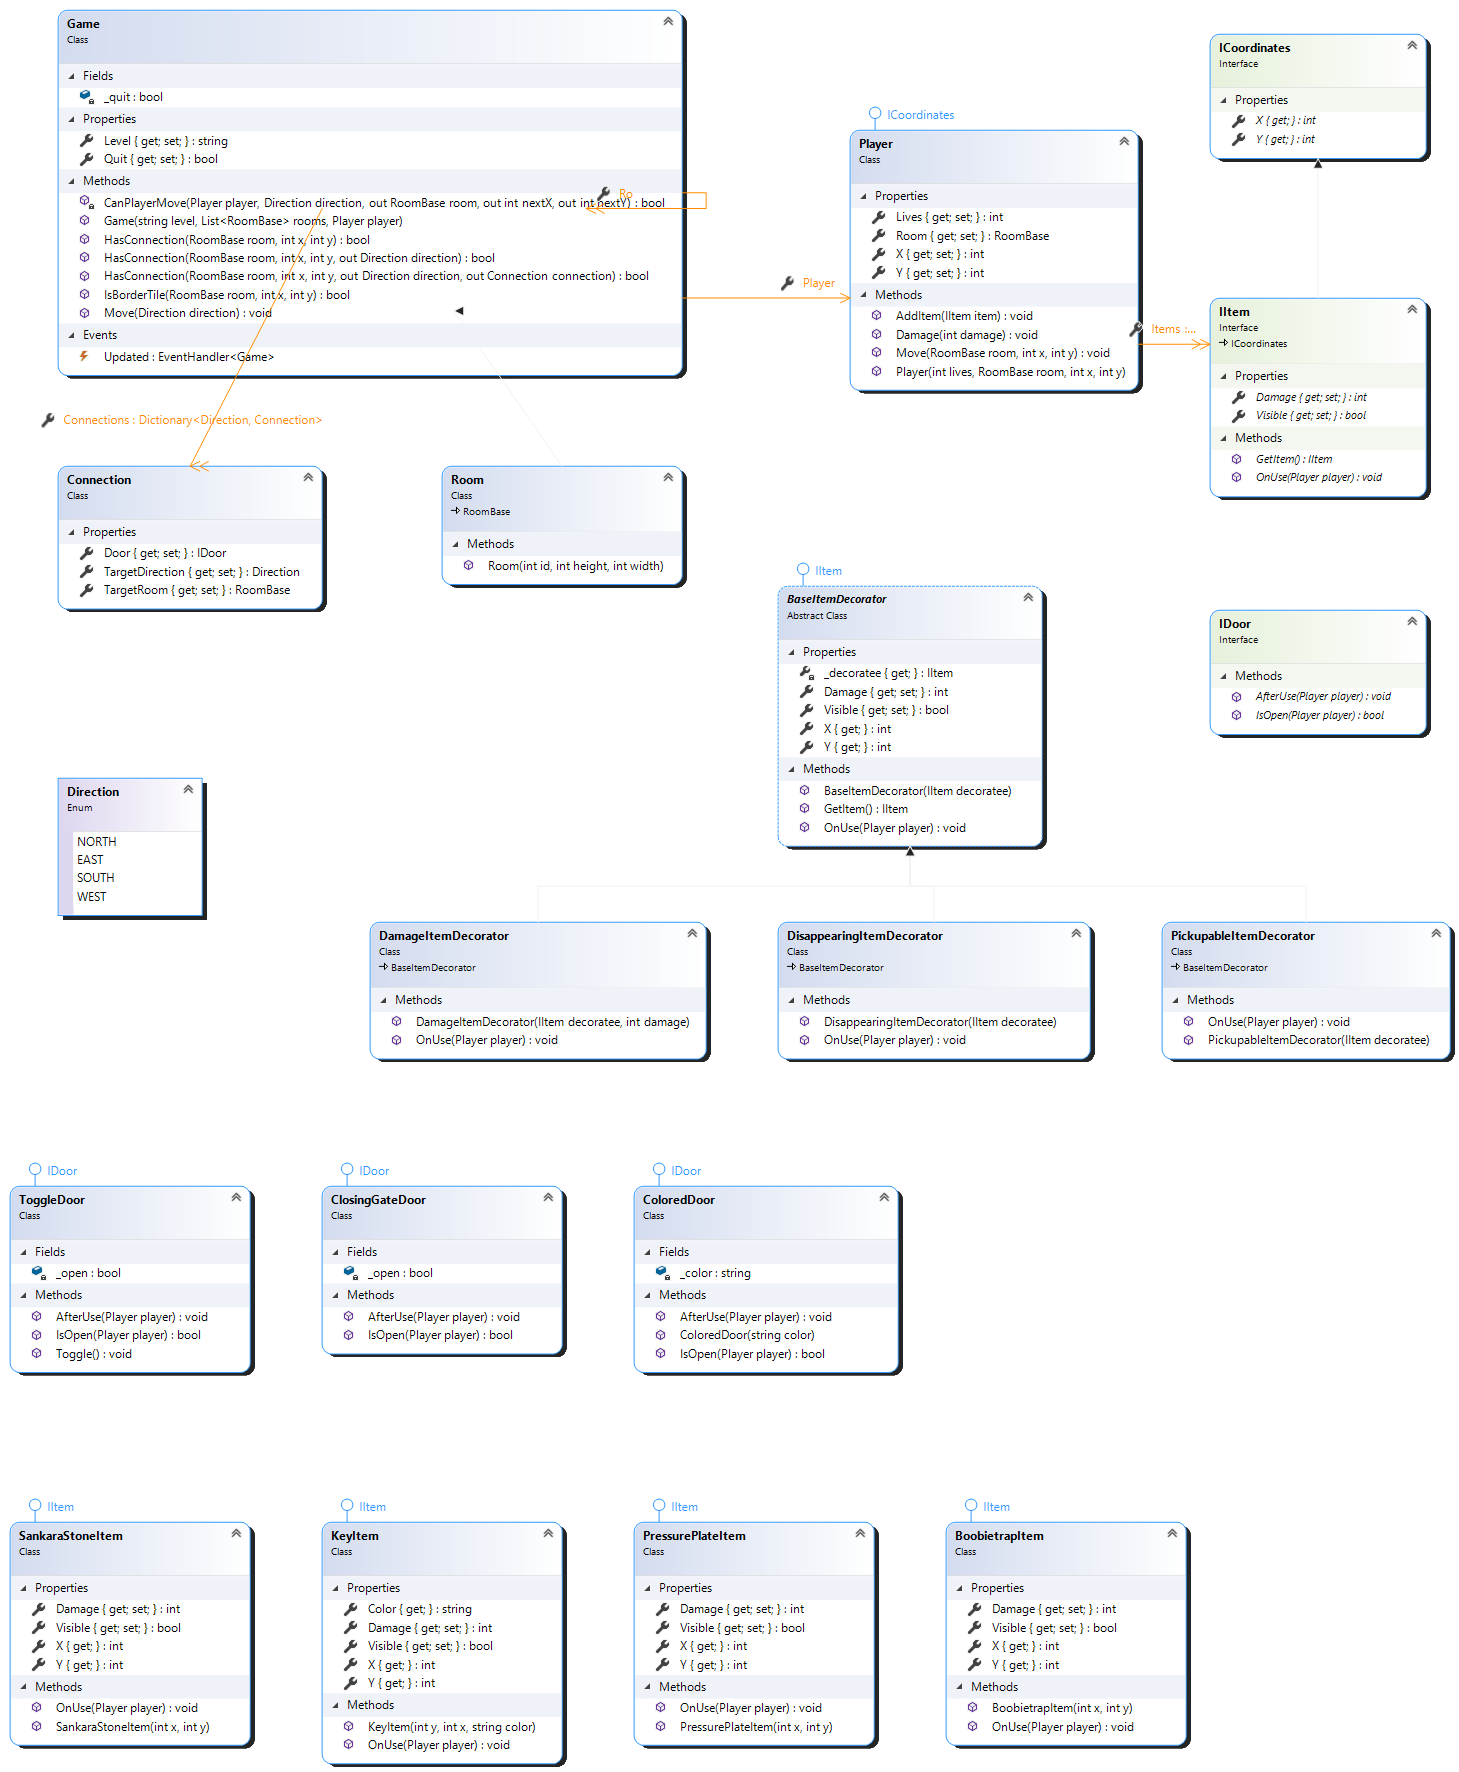 Game
Class
Fields
_quit : bool
Properties
Level { get; set; } : string
Quit { get; set; } : bool
Methods
CanPlayerMove(Player player, Direction direction, out RoomBase room, out int nextX, out int nextY) : bool
Game(string level, List<RoomBase> rooms, Player player)
HasConnection(RoomBase room, int x, int y) : bool
HasConnection(RoomBase room, int x, int y, out Direction direction) : bool
HasConnection(RoomBase room, int x, int y, out Direction direction, out Connection connection) : bool
IsBorderTile(RoomBase room, int x, int y) : bool
Move(Direction direction) : void
Events
Updated : EventHandler<Game>
Ro
Player
ICoordinates
Player
Class
Properties
Lives { get; set; } : int
Room { get; set; } : RoomBase
X { get; set; } : int
Y { get; set; } : int
Methods
AddItem(IItem item) : void
Damage(int damage) : void
Move(RoomBase room, int x, int y) : void
Player(int lives, RoomBase room, int x, int y)
ICoordinates
Interface
Properties
X { get; } : int
Y { get; } : int
Items :...
IItem
Interface
ICoordinates
Properties
Damage { get; set; } : int
Visible { get; set; } : bool
Methods
GetItem() : IItem
OnUse(Player player) : void
Connections : Dictionary<Direction, Connection>
Connection
Class
Properties
Door { get; set; } : IDoor
TargetDirection { get; set; } : Direction
TargetRoom { get; set; } : RoomBase
Room
Class
RoomBase
Methods
Room(int id, int height, int width)
IItem
BaseItemDecorator
Abstract Class
Properties
_decoratee { get; } : IItem
Damage { get; set; } : int
Visible { get; set; } : bool
X { get; } : int
Y { get; } : int
Methods
BaseItemDecorator(IItem decoratee)
GetItem() : IItem
OnUse(Player player) : void
IDoor
Interface
Methods
AfterUse(Player player) : void
IsOpen(Player player) : bool
Direction
Enum
NORTH
EAST
SOUTH
WEST
DamageItemDecorator
Class
BaseItemDecorator
Methods
DamageItemDecorator(IItem decoratee, int damage)
OnUse(Player player) : void
DisappearingItemDecorator
Class
BaseItemDecorator
Methods
DisappearingItemDecorator(IItem decoratee)
OnUse(Player player) : void
PickupableItemDecorator
Class
BaseItemDecorator
Methods
OnUse(Player player) : void
PickupableItemDecorator(IItem decoratee)
IDoor
ToggleDoor
Class
Fields
_open : bool
Methods
AfterUse(Player player) : void
IsOpen(Player player) : bool
Toggle() : void
IDoor
ClosingGateDoor
Class
Fields
_open : bool
Methods
AfterUse(Player player) : void
IsOpen(Player player) : bool
IDoor
ColoredDoor
Class
Fields
_color : string
Methods
AfterUse(Player player) : void
ColoredDoor(string color)
IsOpen(Player player) : bool
IItem
SankaraStoneItem
Class
Properties
Damage { get; set; } : int
Visible { get; set; } : bool
X { get; } : int
Y { get; } : int
Methods
OnUse(Player player) : void
SankaraStoneItem(int x, int y)
IItem
KeyItem
Class
Properties
Color { get; } : string
Damage { get; set; } : int
Visible { get; set; } : bool
X { get; } : int
Y { get; } : int
Methods
KeyItem(int y, int x, string color)
OnUse(Player player) : void
IItem
PressurePlateItem
Class
Properties
Damage { get; set; } : int
Visible { get; set; } : bool
X { get; } : int
Y { get; } : int
Methods
OnUse(Player player) : void
PressurePlateItem(int x, int y)
IItem
BoobietrapItem
Class
Properties
Damage { get; set; } : int
Visible { get; set; } : bool
X { get; } : int
Y { get; } : int
Methods
BoobietrapItem(int x, int y)
OnUse(Player player) : void